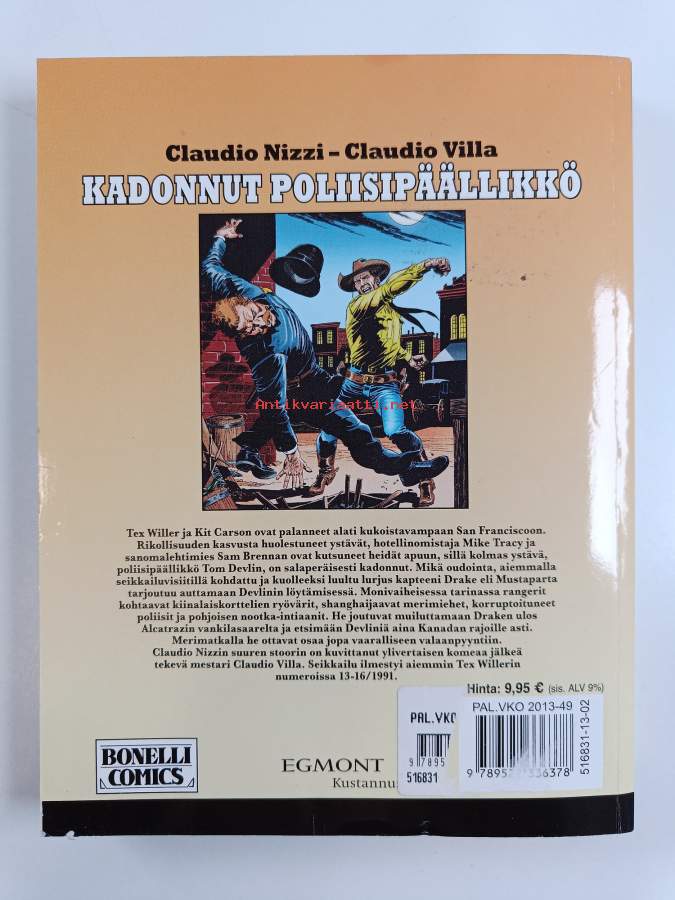 Claudio Nizzi – Claudio Villa
KADONNUT POLIISIPÄÄLLIKKÖ
Antikvariaatti.net
Tex Willer ja Kit Carson ovat palanneet alati kukoistavampaan San Franciscoon.
Rikollisuuden kasvusta huolestuneet ystävät, hotellinomistaja Mike Tracy ja
sanomalehtimies Sam Brennan ovat kutsuneet heidät apuun, sillä kolmas ystävä,
poliisipäällikkö Tom Devlin, on salaperäisesti kadonnut. Mikä oudointa, aiemmalla
seikkailuvisiitillä kohdattu ja kuolleeksi luultu lurjus kapteeni Drake eli Mustaparta
tarjoutuu auttamaan Devlinin löytämisessä. Monivaiheisessa tarinassa rangerit
kohtaavat kiinalaiskorttelien ryövärit, shanghaijaavat merimiehet, korruptoituneet
poliisit ja pohjoisen nootka-intiaanit. He joutuvat muiluttamaan Draken ulos
Alcatrazin vankilasaarelta ja etsimään Devliniä aina Kanadan rajoille asti.
Merimatkalla he ottavat osaa jopa vaaralliseen valaanpyyntiin.
Claudio Nizzin suuren stoorin on kuvittanut ylivertaisen komeaa jälkeä
tekevä mestari Claudio Villa. Seikkailu ilmestyi aiemmin Tex Willerin
numeroissa 13-16/1991.
Hinta: 9,95 € (sis. ALV 9%)
PAL.VKO
PAL.VKO 2013-49
516831-13-02
9 7895
516831
BONELLI
COMICS
EGMONT
Kustannus